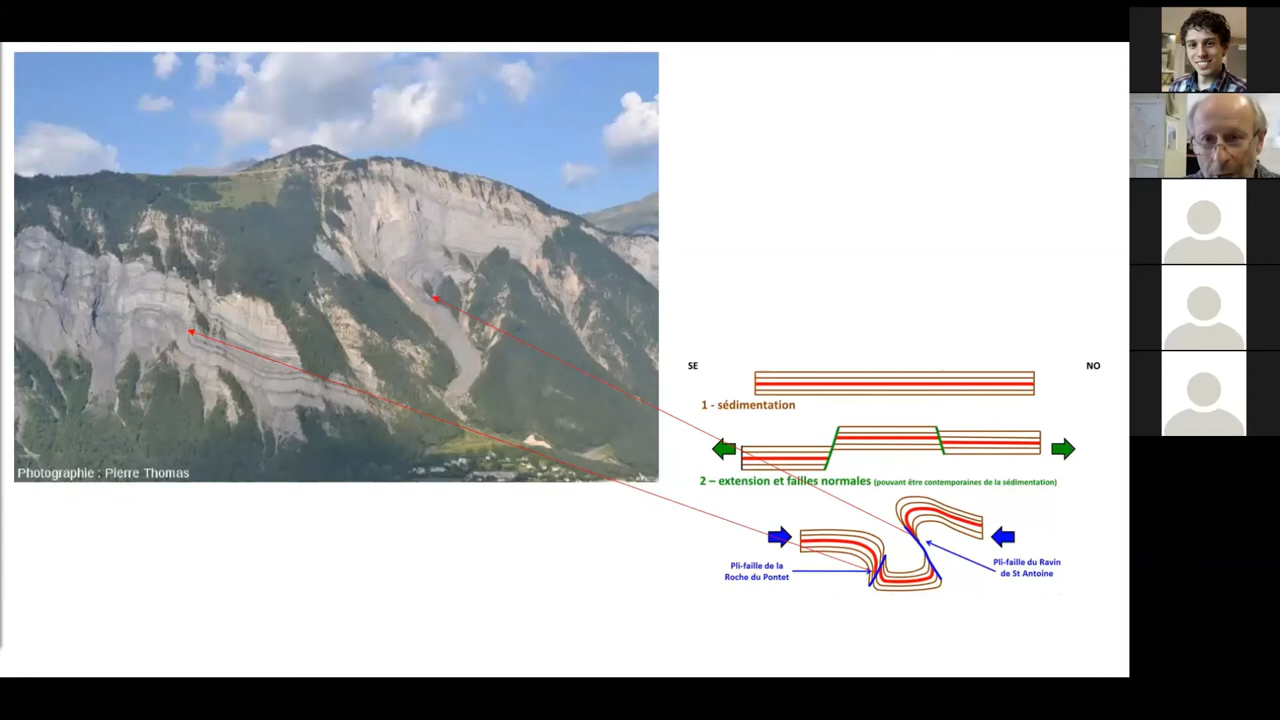 Photographie : Pierre Thomas
SE
NO
1 - sédimentation
2 – extension et failles normales (pouvant être contemporaines de la sédimentation)
Pli-faille de la
Roche du Pontet
Pli-faille du Ravin
de St Antoine